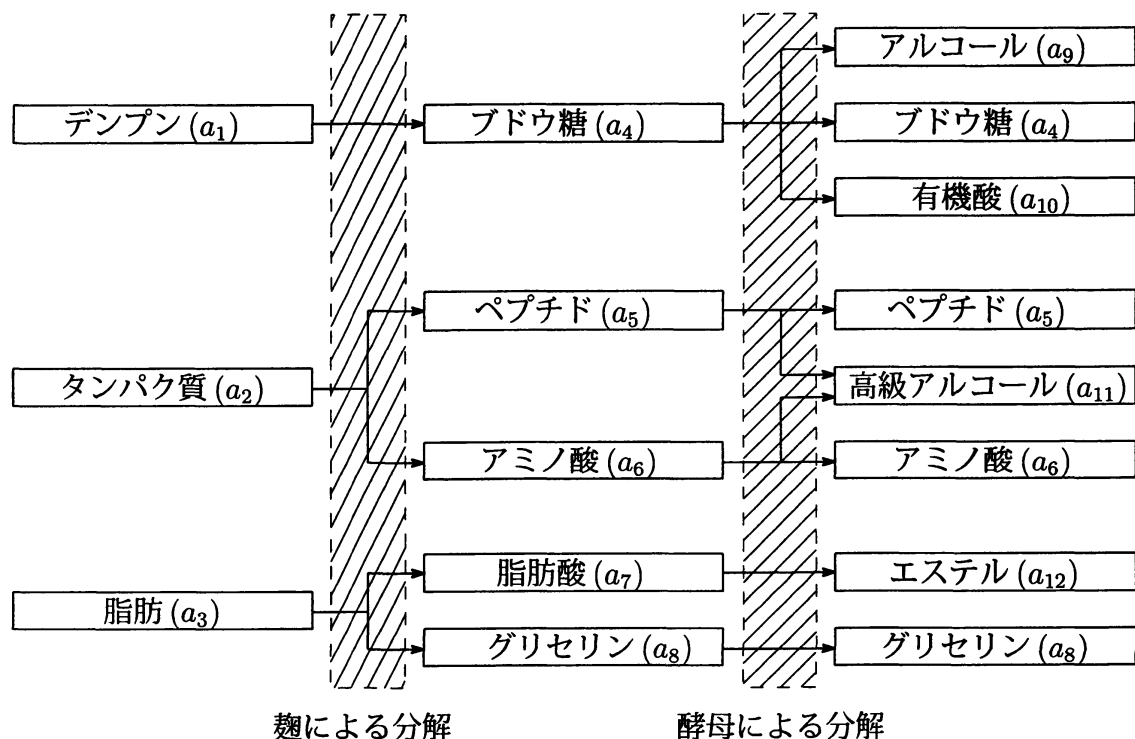 アルコール (a₉)
デンプン (a₁)
ブドウ糖 (a₄)
ブドウ糖 (a₄)
有機酸 (a₁₀)
ペプチド (a₅)
ペプチド (a₅)
タンパク質 (a₂)
高級アルコール (a₁₁)
アミノ酸 (a₆)
アミノ酸 (a₆)
脂肪酸 (a₇)
エステル (a₁₂)
脂肪 (a₃)
グリセリン (a₈)
グリセリン (a₈)
麹による分解
酵母による分解